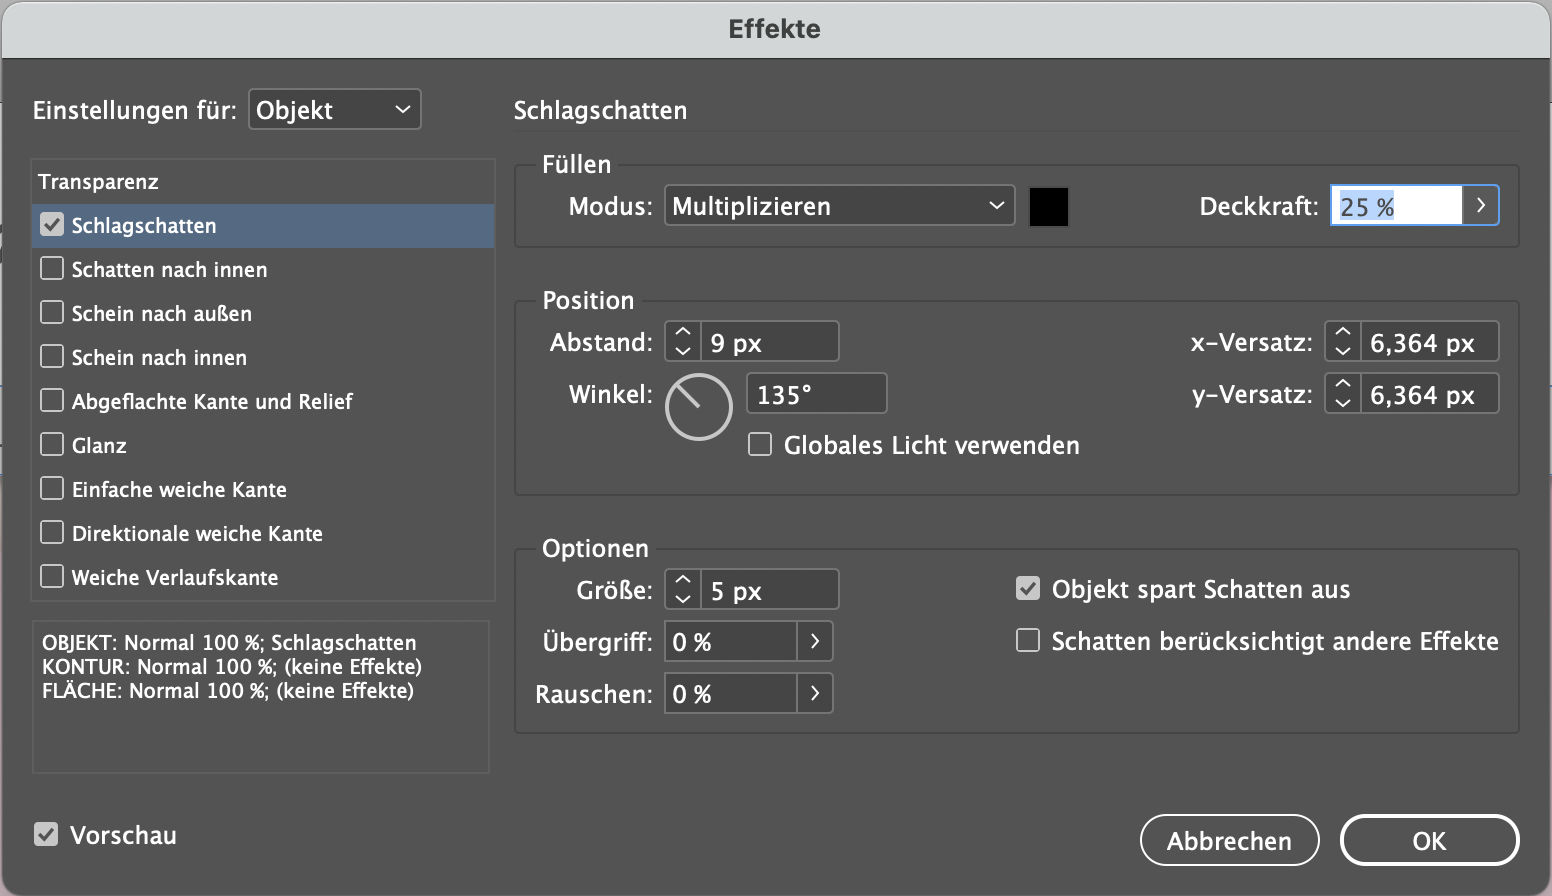 Effekte
Einstellungen für: Objekt
Transparenz
Schlagschatten
Schatten nach innen
Schein nach außen
Schein nach innen
Abgeflachte Kante und Relief
Glanz
Einfache weiche Kante
Direktionale weiche Kante
Weiche Verlaufskante
OBJEKT: Normal 100 %; Schlagschatten
KONTUR: Normal 100 %; (keine Effekte)
FLÄCHE: Normal 100 %; (keine Effekte)
Vorschau
Schlagschatten
Füllen
Modus: Multiplizieren Deckkraft: 25 %
Position
Abstand: 9 px x-Versatz: 6,364 px
Winkel: 135° y-Versatz: 6,364 px
Globales Licht verwenden
Optionen
Größe: 5 px Objekt spart Schatten aus
Übergriff: 0 % Schatten berücksichtigt andere Effekte
Rauschen: 0 %
Abbrechen OK